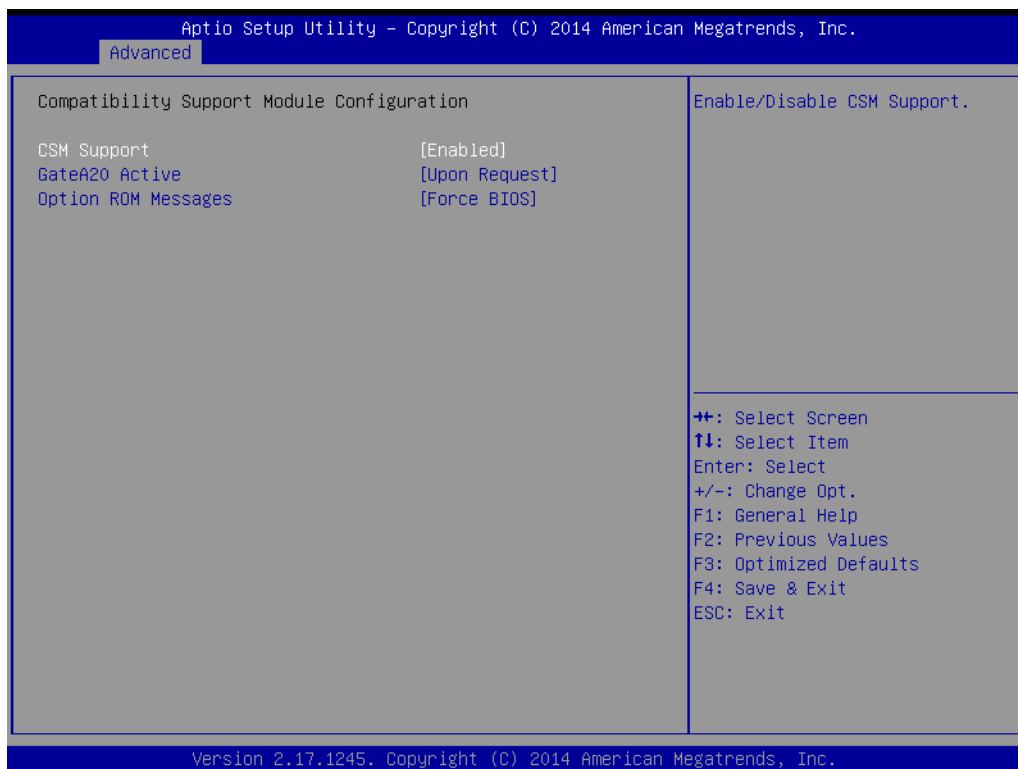 Aptio Setup Utility – Copyright (C) 2014 American Megatrends, Inc.
Advanced
Compatibility Support Module Configuration
CSM Support [Enabled]
GateA20 Active [Upon Request]
Option ROM Messages [Force BIOS]
Enable/Disable CSM Support.
→←: Select Screen
↑↓: Select Item
Enter: Select
+/-: Change Opt.
F1: General Help
F2: Previous Values
F3: Optimized Defaults
F4: Save & Exit
ESC: Exit
Version 2.17.1245. Copyright (C) 2014 American Megatrends, Inc.